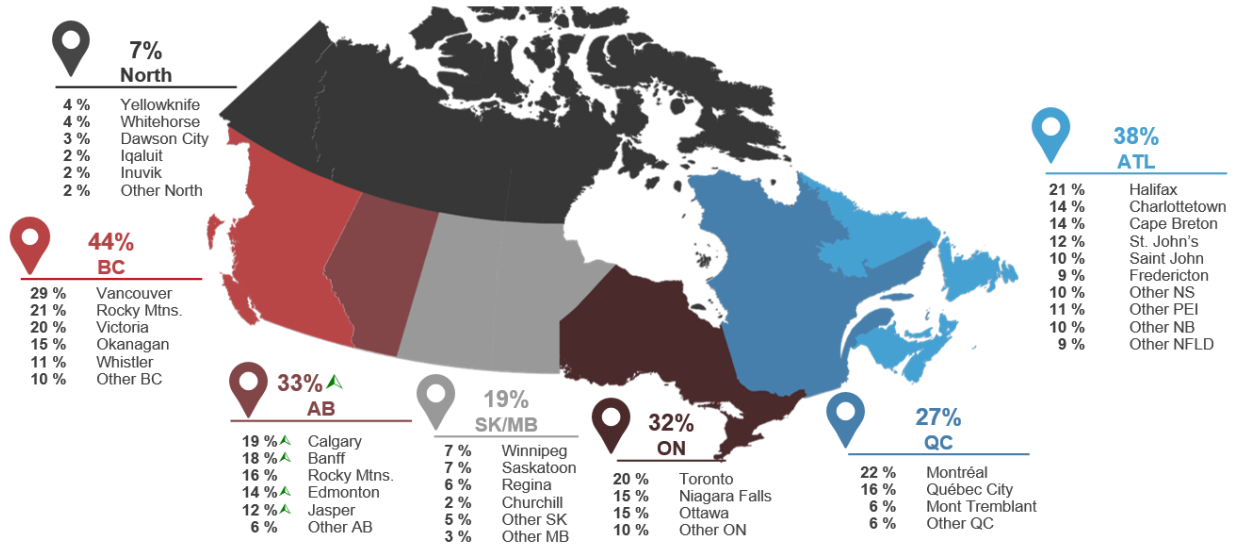 7%
North
4 % Yellowknife
4 % Whitehorse
3 % Dawson City
2 % Iqaluit
2 % Inuvik
2 % Other North
44%
BC
29 % Vancouver
21 % Rocky Mtns.
20 % Victoria
15 % Okanagan
11 % Whistler
10 % Other BC
33%
AB
19 % Calgary
18 % Banff
16 % Rocky Mtns.
14 % Edmonton
12 % Jasper
6 % Other AB
19%
SK/MB
7 % Winnipeg
7 % Saskatoon
6 % Regina
2 % Churchill
5 % Other SK
3 % Other MB
32%
ON
20 % Toronto
15 % Niagara Falls
15 % Ottawa
10 % Other ON
27%
QC
22 % Montréal
16 % Québec City
6 % Mont Tremblant
6 % Other QC
38%
ATL
21 % Halifax
14 % Charlottetown
14 % Cape Breton
12 % St. John's
10 % Saint John
9 % Fredericton
10 % Other NS
11 % Other PEI
10 % Other NB
9 % Other NFLD